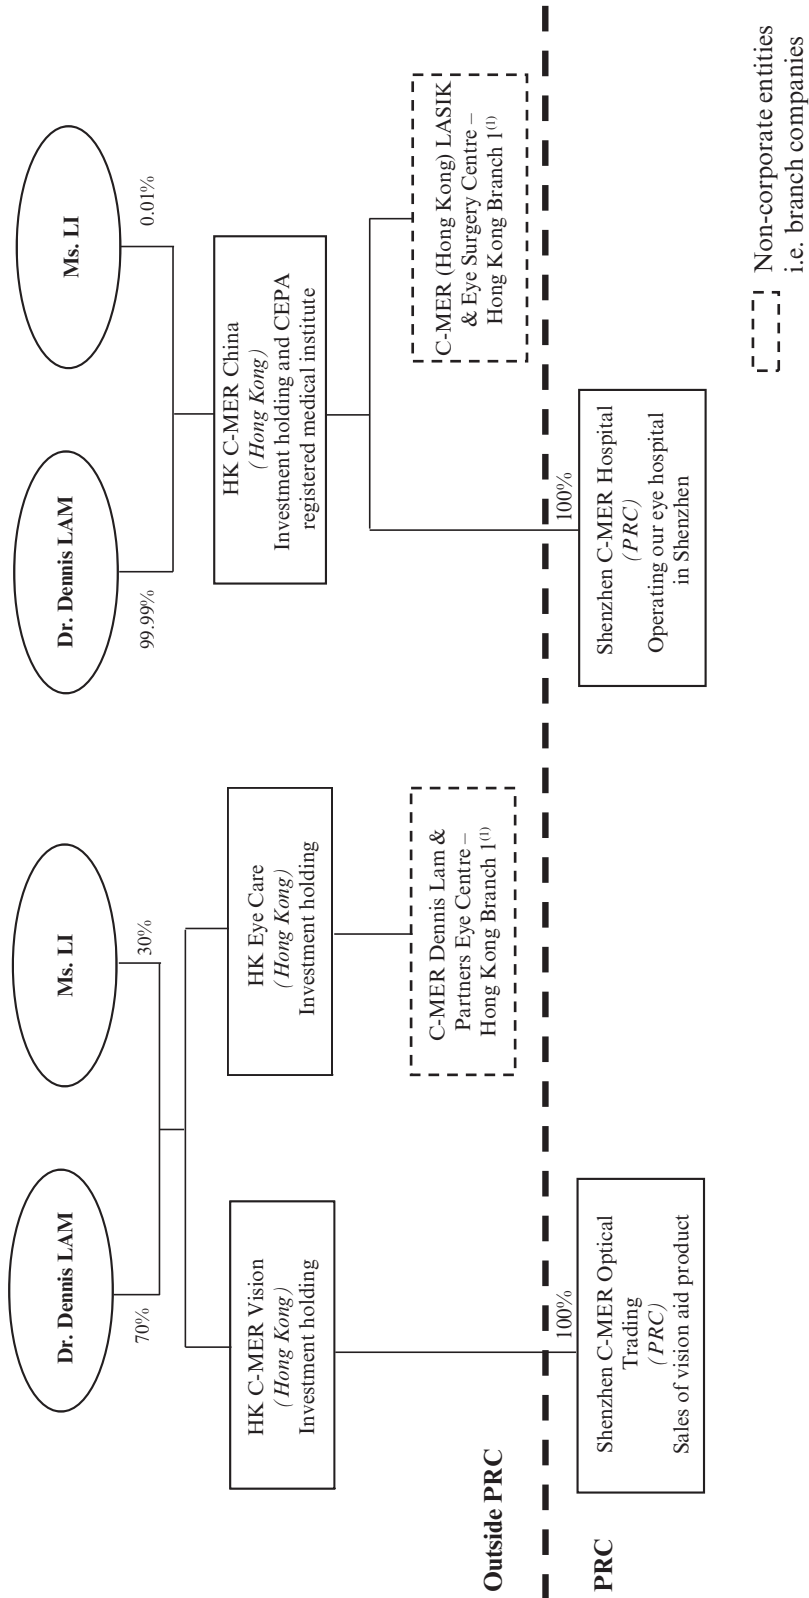 Dr. Dennis LAM
Ms. LI
70%
30%
HK C-MER Vision
(Hong Kong)
Investment holding
HK Eye Care
(Hong Kong)
Investment holding
C-MER Dennis Lam &
Partners Eye Centre –
Hong Kong Branch 1(1)
Dr. Dennis LAM
Ms. LI
99.99%
0.01%
HK C-MER China
(Hong Kong)
Investment holding and CEPA
registered medical institute
C-MER (Hong Kong) LASIK
& Eye Surgery Centre –
Hong Kong Branch 1(1)
Outside PRC
PRC
100%
Shenzhen C-MER Optical
Trading
(PRC)
Sales of vision aid product
100%
Shenzhen C-MER Hospital
(PRC)
Operating our eye hospital
in Shenzhen
Non-corporate entities
i.e. branch companies